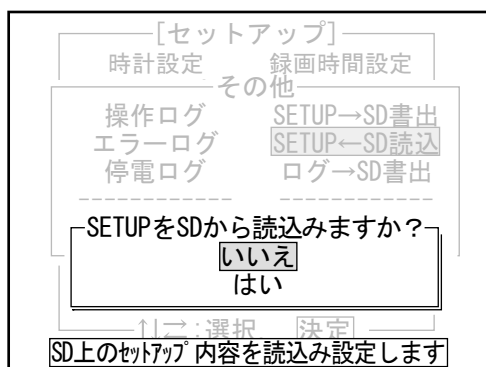 [セットアップ]
時計設定 録画時間設定
その他
操作ログ SETUP→SD書出
エラーログ SETUP←SD読込
停電ログ ログ→SD書出
------------ ------------
SETUPをSDから読込みますか？
いいえ
はい
↑↓⇄:選択 決定
SD上のｾｯﾄｱｯﾌﾟ内容を読込み設定します